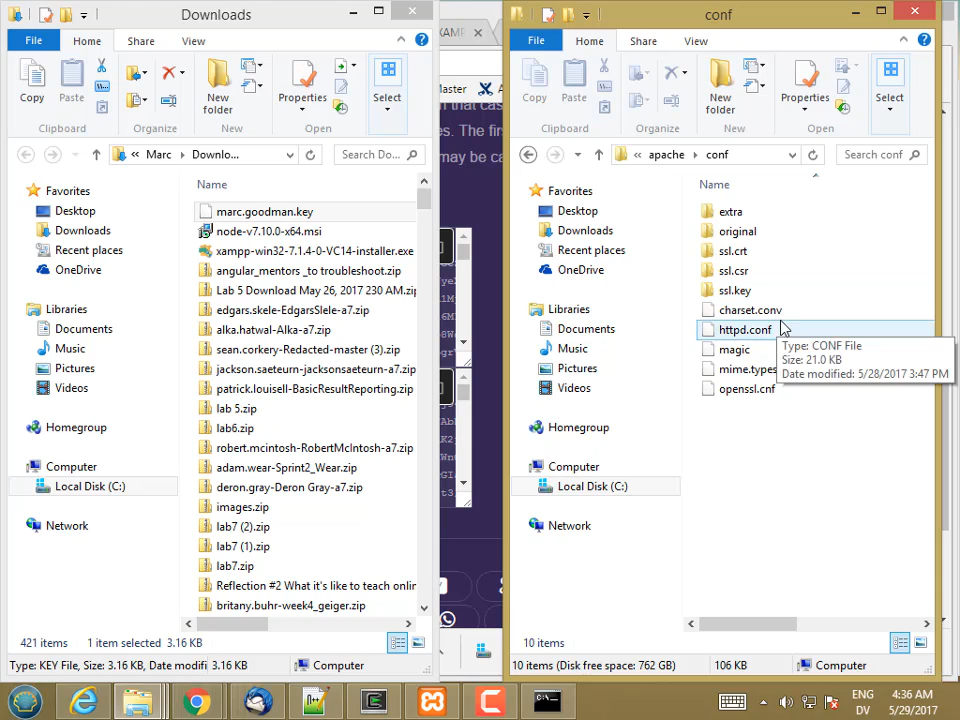 Downloads
File Home Share View
Copy Paste New folder Properties Select
Clipboard Organize New Open
« Marc Downlo... Search Do...
Favorites
Desktop
Downloads
Recent places
OneDrive
Libraries
Documents
Music
Pictures
Videos
Homegroup
Computer
Local Disk (C:)
Network
Name
marc.goodman.key
node-v7.10.0-x64.msi
xampp-win32-7.1.4-0-VC14-installer.exe
angular_mentors _to troubleshoot.zip
Lab 5 Download May 26, 2017 230 AM.zip
edgars.skele-EdgarsSlele-a7.zip
alka.hatwal-Alka-a7.zip
sean.corkery-Redacted-master (3).zip
jackson.saeteurn-jacksonsaeteurn-a7.zip
patrick.louisell-BasicResultReporting.zip
lab 5.zip
lab6.zip
robert.mcintosh-RobertMcIntosh-a7.zip
adam.wear-Sprint2_Wear.zip
deron.gray-Deron Gray-a7.zip
images.zip
lab7 (2).zip
lab7 (1).zip
lab7.zip
Reflection #2 What it's like to teach onlin
britany.buhr-week4_geiger.zip
421 items 1 item selected 3.16 KB
Type: KEY File, Size: 3.16 KB, Date modifi 3.16 KB Computer
XAMP
laster
that cas
es. The firs
may be ca
conf
File Home Share View
Copy Paste New folder Properties Select
Clipboard Organize New Open
« apache conf Search conf
Favorites
Desktop
Downloads
Recent places
OneDrive
Libraries
Documents
Music
Pictures
Videos
Homegroup
Computer
Local Disk (C:)
Network
Name
extra
original
ssl.crt
ssl.csr
ssl.key
charset.conv
httpd.conf
magic
mime.types
openssl.cnf
Type: CONF File
Size: 21.0 KB
Date modified: 5/28/2017 3:47 PM
10 items
10 items (Disk free space: 762 GB) 106 KB Computer
ENG 4:36 AM
DV 5/29/2017